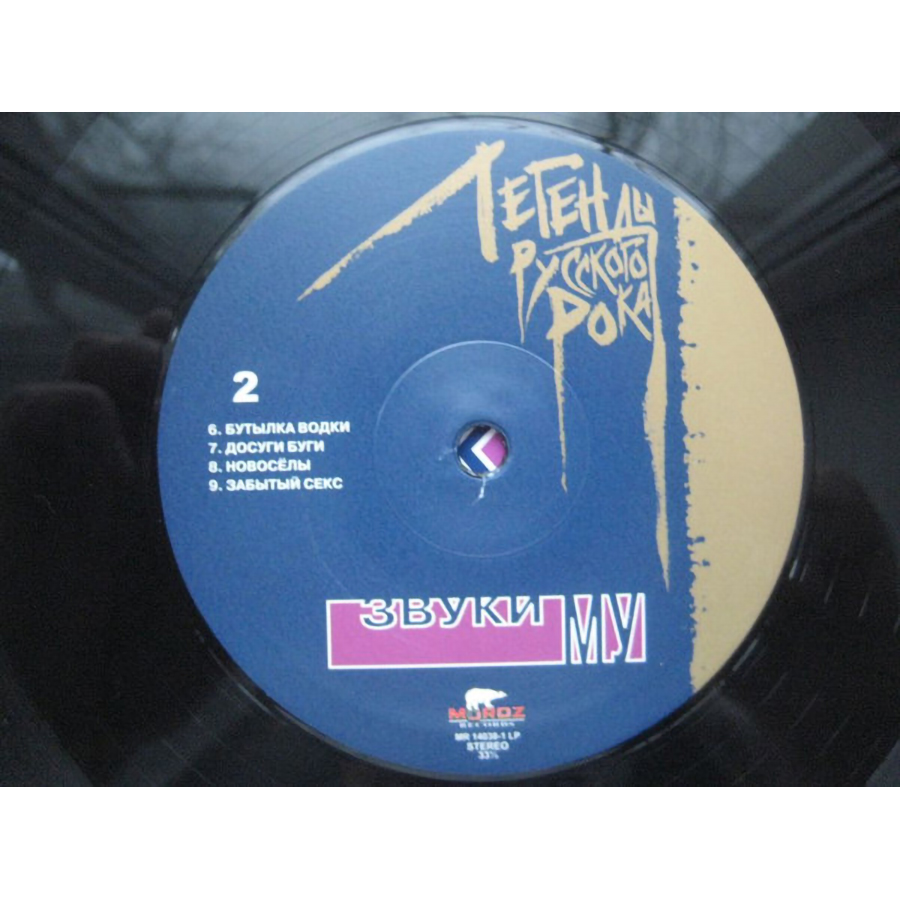 ЛЕГЕНДЫ
РУССКОГО
РОКА
2
6. БУТЫЛКА ВОДКИ
7. ДОСУГИ БУГИ
8. НОВОСЁЛЫ
9. ЗАБЫТЫЙ СЕКС
ЗВУКИ МУ
MOROZ
RECORDS
MR 14038-1 LP
STEREO
33⅓